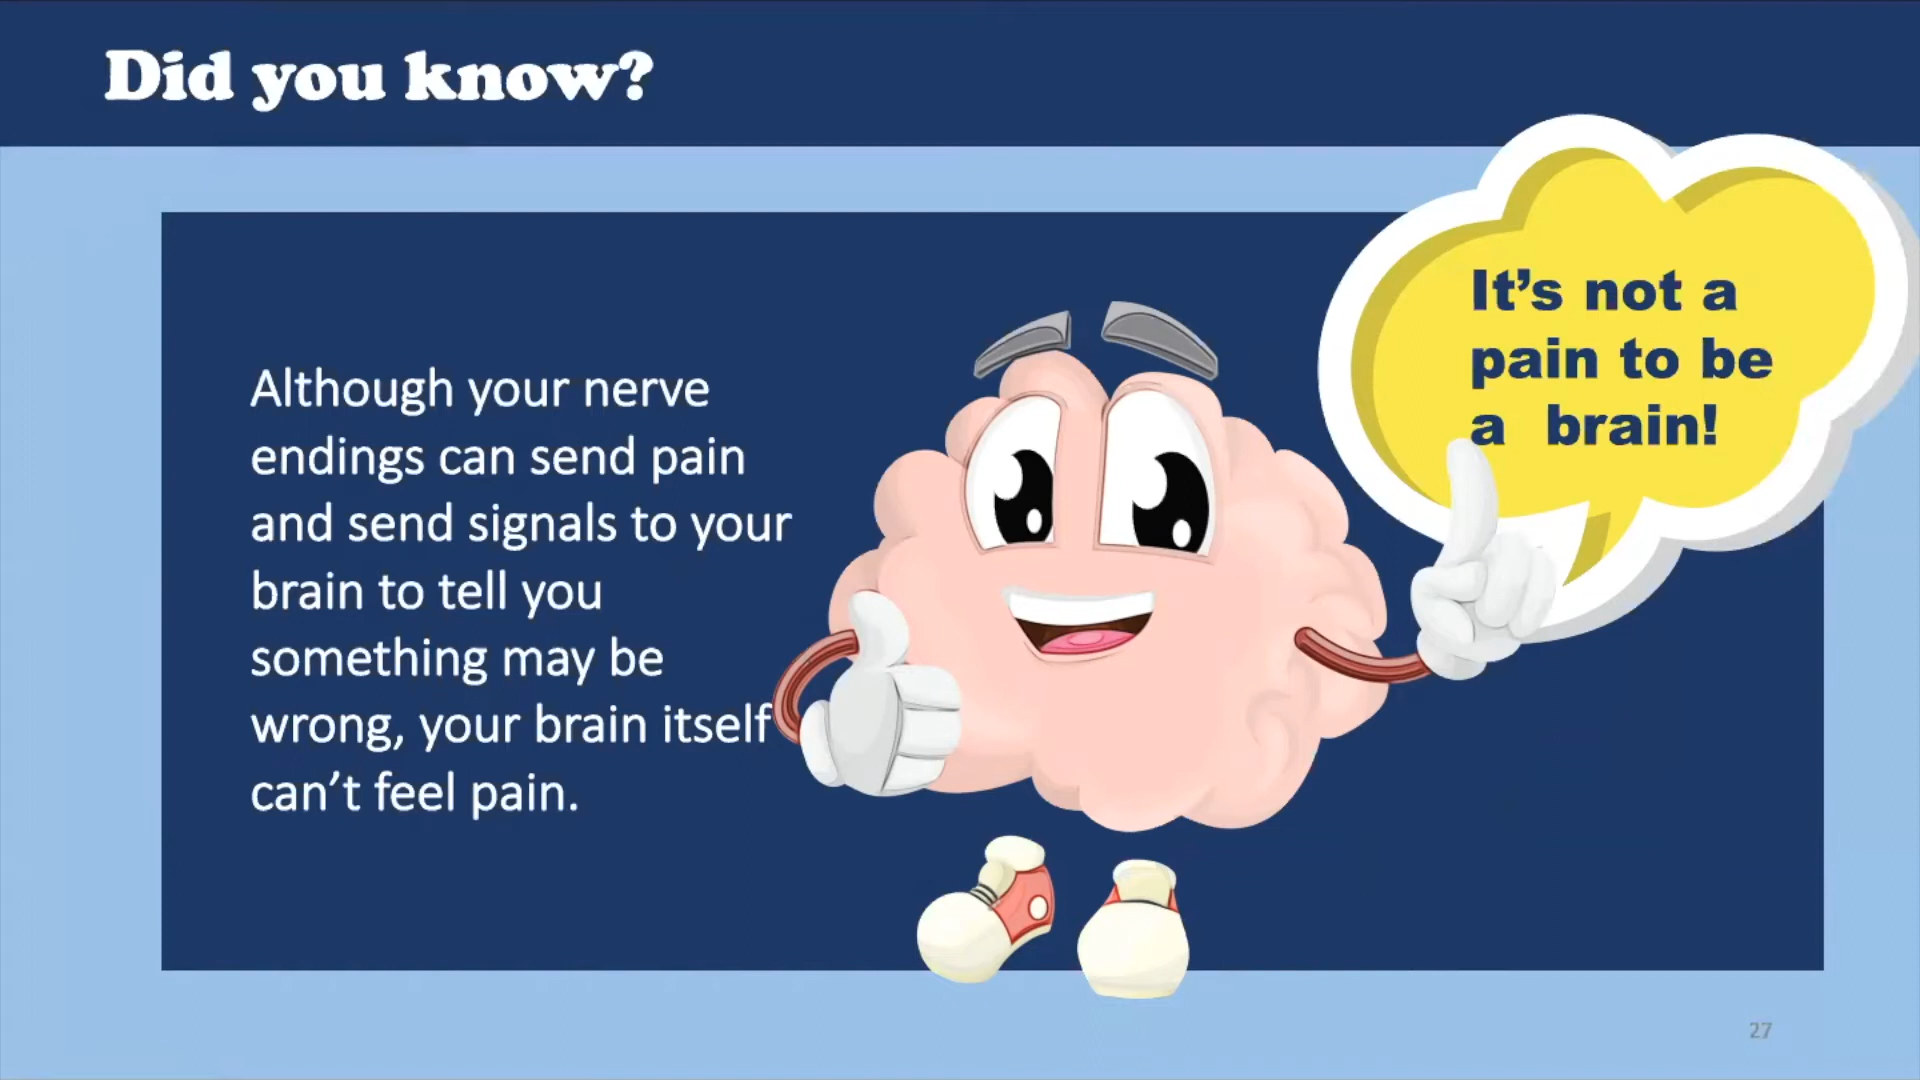 Did you know?
It’s not a
pain to be
a brain!
Although your nerve
endings can send pain
and send signals to your
brain to tell you
something may be
wrong, your brain itself
can’t feel pain.
27